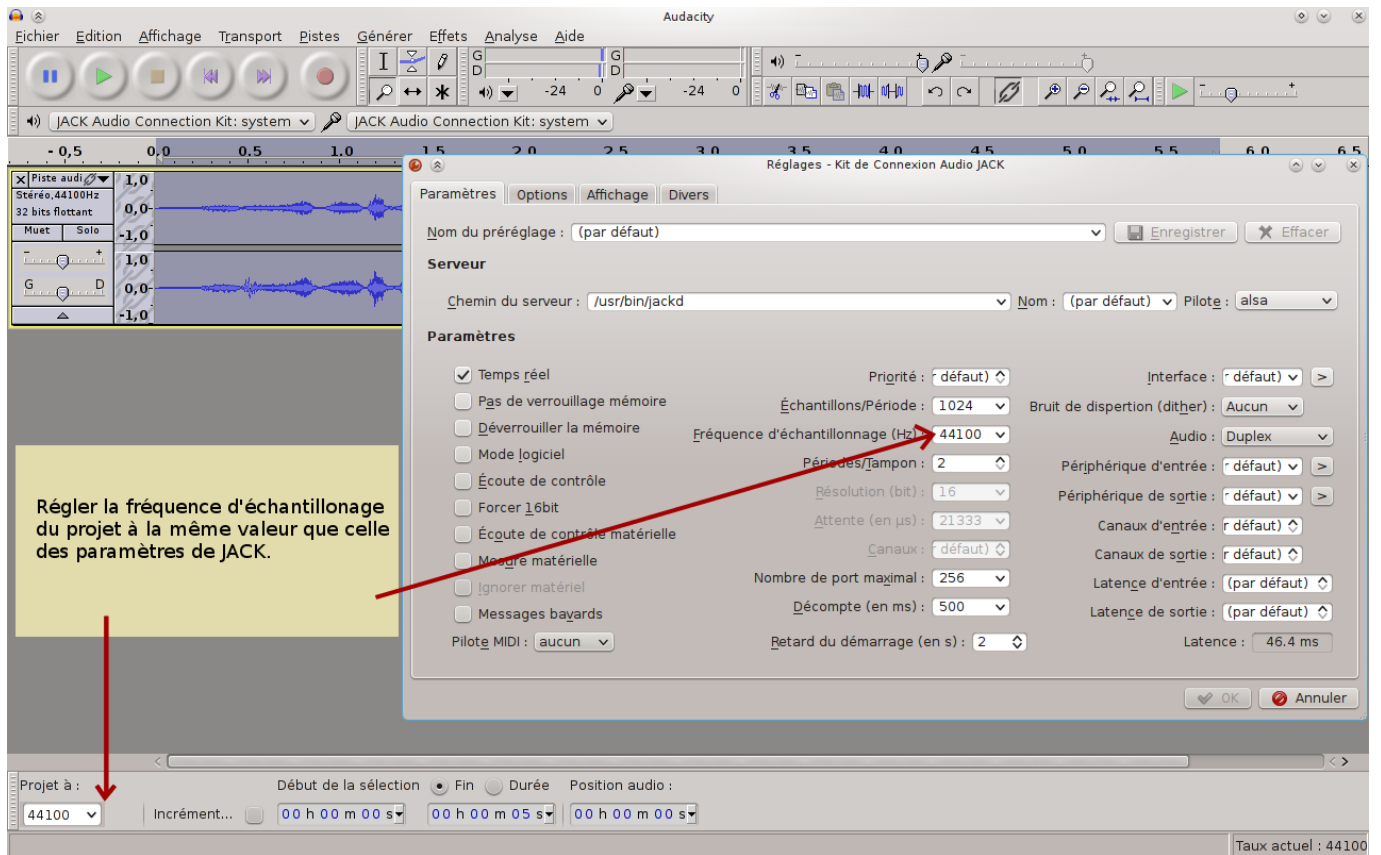 Audacity
Eichier Edition Affichage Transport Pistes Générer Effets Analyse Aide
G G
D D
-24 0 -24 0
JACK Audio Connection Kit: system JACK Audio Connection Kit: system
- 0,5 0,0 0.5 1.0 1.5 2.0 2.5 3.0 3.5 4.0 4.5 5.0 5.5 6.0 6.5
Piste audi
Stéréo,44100Hz
32 bits flottant
Muet Solo
- +
G D
1,0
0,0
-1,0
1,0
0,0
-1,0
Réglages - Kit de Connexion Audio JACK
Paramètres Options Affichage Divers
Nom du préréglage : (par défaut) Enregistrer Effacer
Serveur
Chemin du serveur : /usr/bin/jackd Nom : (par défaut) Pilote : alsa
Paramètres
Temps réel
Pas de verrouillage mémoire
Déverrouiller la mémoire
Mode logiciel
Écoute de contrôle
Forcer 16bit
Écoute de contrôle matérielle
Mesure matérielle
Ignorer matériel
Messages bavards
Pilote MIDI : aucun
Priorité : r défaut)
Échantillons/Période : 1024
Fréquence d'échantillonnage (Hz) : 44100
Périodes/Tampon : 2
Résolution (bit) : 16
Attente (en µs) : 21333
Canaux : r défaut)
Nombre de port maximal : 256
Décompte (en ms) : 500
Retard du démarrage (en s) : 2
Interface : r défaut) >
Bruit de dispertion (dither) : Aucun
Audio : Duplex
Périphérique d'entrée : r défaut) >
Périphérique de sortie : r défaut) >
Canaux d'entrée : r défaut)
Canaux de sortie : r défaut)
Latence d'entrée : (par défaut)
Latence de sortie : (par défaut)
Latence : 46.4 ms
OK Annuler
Régler la fréquence d'échantillonage
du projet à la même valeur que celle
des paramètres de JACK.
Projet à : Début de la sélection Fin Durée Position audio :
44100 Incrément... 00 h 00 m 00 s 00 h 00 m 05 s 00 h 00 m 00 s
Taux actuel : 44100